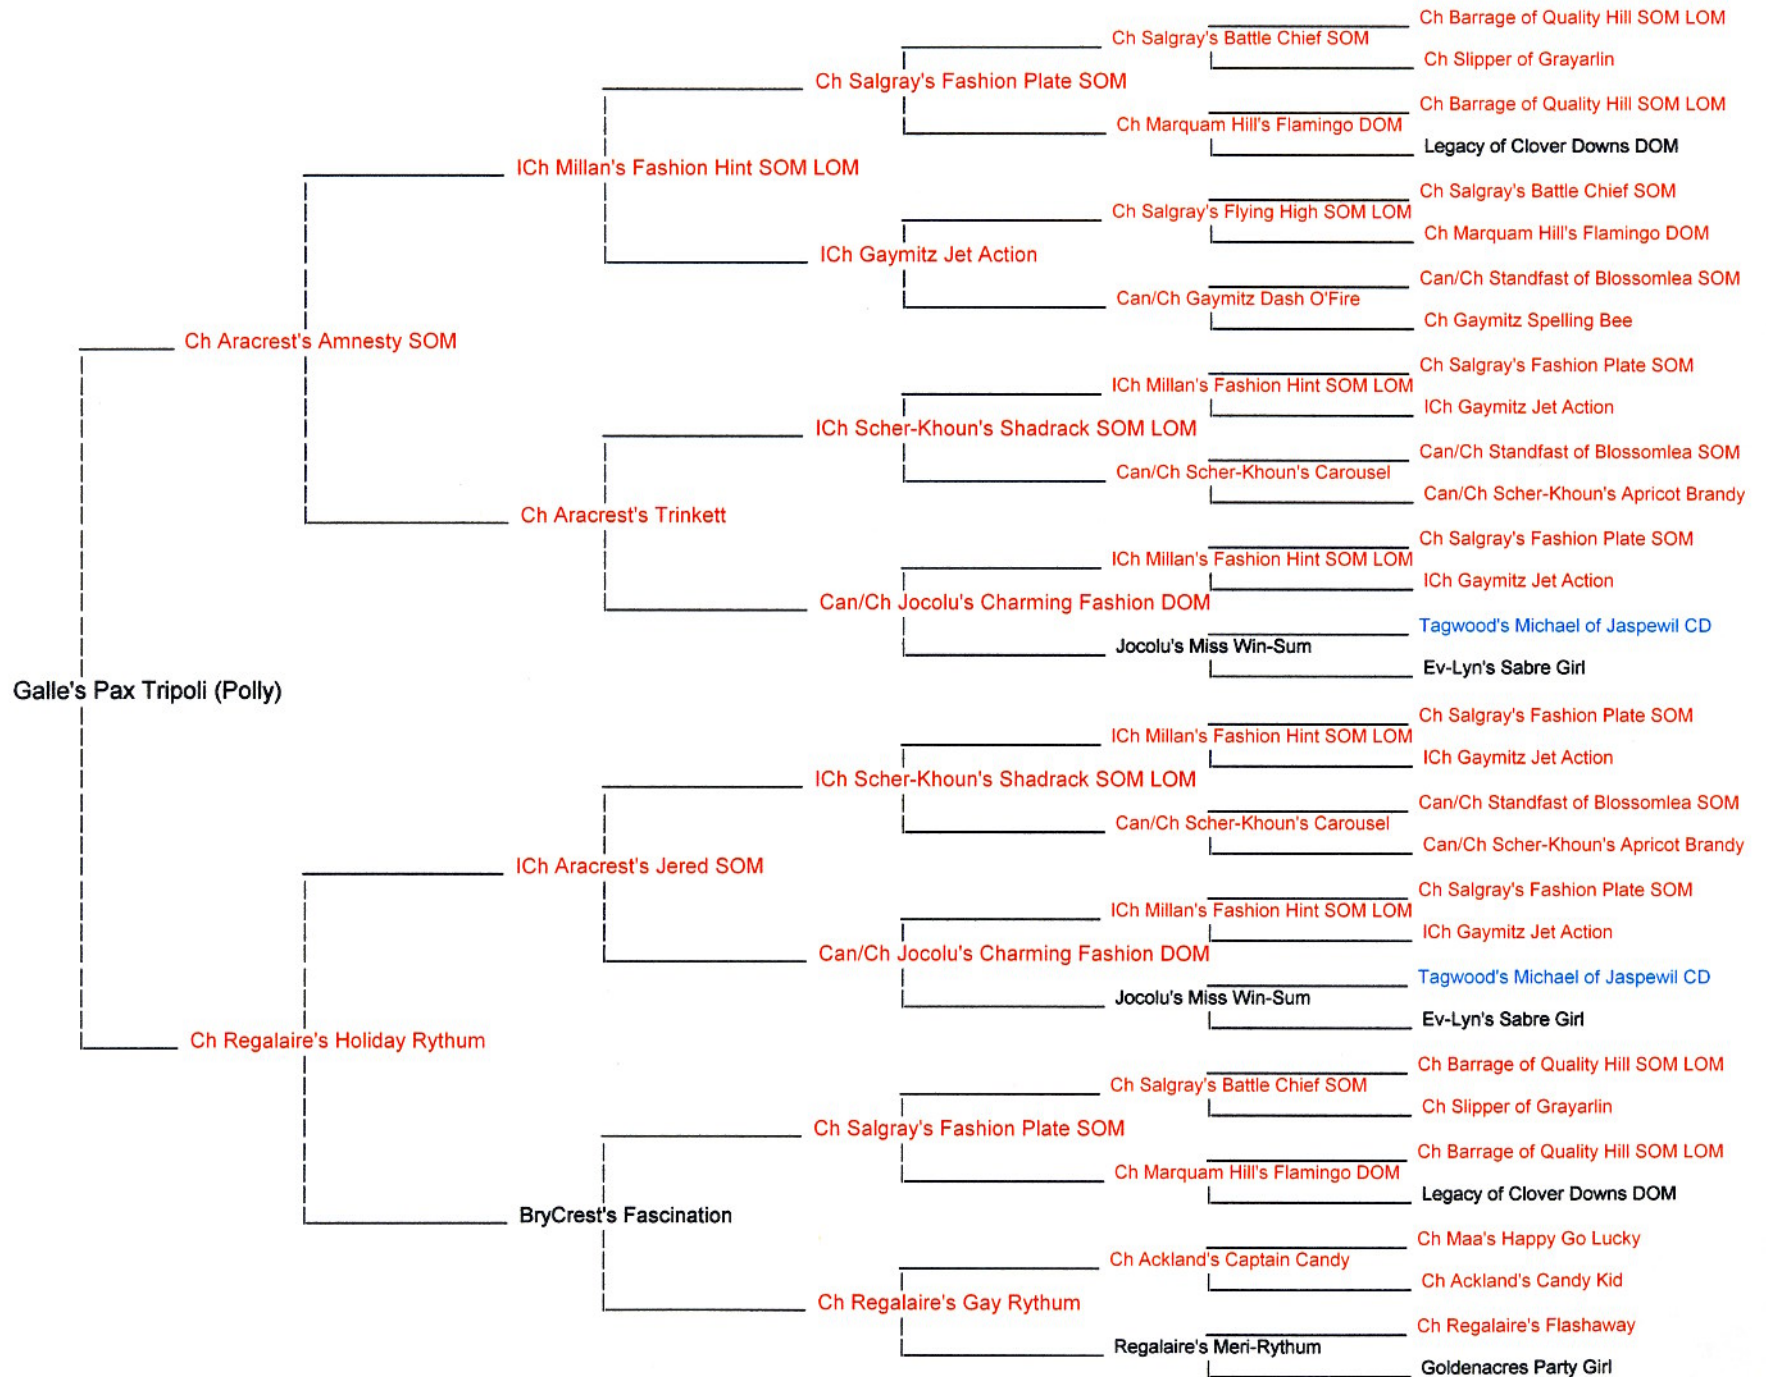 Ch Barrage of Quality Hill SOM LOM
Ch Salgray's Battle Chief SOM
Ch Slipper of Grayarlin
Ch Salgray's Fashion Plate SOM
Ch Barrage of Quality Hill SOM LOM
Ch Marquam Hill's Flamingo DOM
Legacy of Clover Downs DOM
ICh Millan's Fashion Hint SOM LOM
Ch Salgray's Battle Chief SOM
Ch Salgray's Flying High SOM LOM
Ch Marquam Hill's Flamingo DOM
ICh Gaymitz Jet Action
Can/Ch Standfast of Blossomlea SOM
Can/Ch Gaymitz Dash O'Fire
Ch Gaymitz Spelling Bee
Ch Aracrest's Amnesty SOM
Ch Salgray's Fashion Plate SOM
ICh Millan's Fashion Hint SOM LOM
ICh Gaymitz Jet Action
ICh Scher-Khoun's Shadrack SOM LOM
Can/Ch Standfast of Blossomlea SOM
Can/Ch Scher-Khoun's Carousel
Can/Ch Scher-Khoun's Apricot Brandy
Ch Aracrest's Trinkett
Ch Salgray's Fashion Plate SOM
ICh Millan's Fashion Hint SOM LOM
ICh Gaymitz Jet Action
Can/Ch Jocolu's Charming Fashion DOM
Tagwood's Michael of Jaspewil CD
Jocolu's Miss Win-Sum
Ev-Lyn's Sabre Girl
Galle's Pax Tripoli (Polly)
Ch Salgray's Fashion Plate SOM
ICh Millan's Fashion Hint SOM LOM
ICh Gaymitz Jet Action
ICh Scher-Khoun's Shadrack SOM LOM
Can/Ch Standfast of Blossomlea SOM
Can/Ch Scher-Khoun's Carousel
Can/Ch Scher-Khoun's Apricot Brandy
ICh Aracrest's Jered SOM
Ch Salgray's Fashion Plate SOM
ICh Millan's Fashion Hint SOM LOM
ICh Gaymitz Jet Action
Can/Ch Jocolu's Charming Fashion DOM
Tagwood's Michael of Jaspewil CD
Jocolu's Miss Win-Sum
Ev-Lyn's Sabre Girl
Ch Regalaire's Holiday Rythum
Ch Barrage of Quality Hill SOM LOM
Ch Salgray's Battle Chief SOM
Ch Slipper of Grayarlin
Ch Salgray's Fashion Plate SOM
Ch Barrage of Quality Hill SOM LOM
Ch Marquam Hill's Flamingo DOM
Legacy of Clover Downs DOM
BryCrest's Fascination
Ch Maa's Happy Go Lucky
Ch Ackland's Captain Candy
Ch Ackland's Candy Kid
Ch Regalaire's Gay Rythum
Ch Regalaire's Flashaway
Regalaire's Meri-Rythum
Goldenacres Party Girl